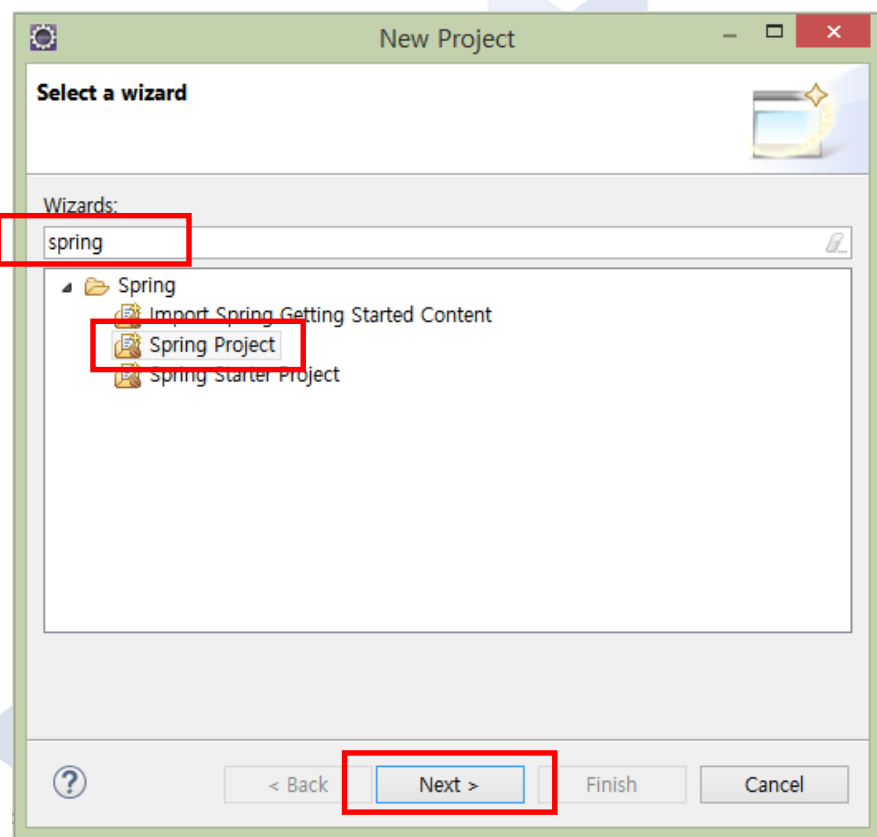 New Project
Select a wizard
Wizards:
spring
Spring
Import Spring Getting Started Content
Spring Project
Spring Starter Project
< Back Next > Finish Cancel